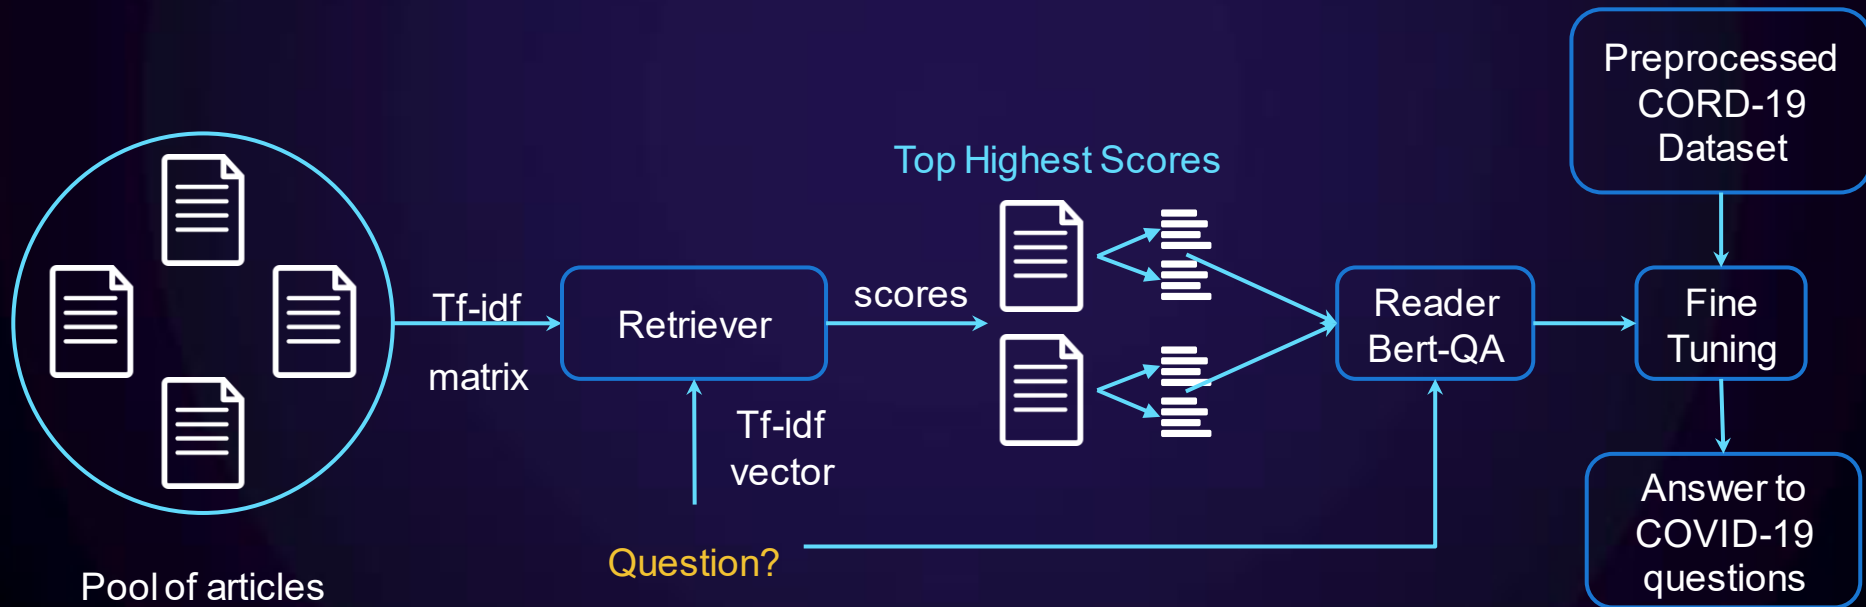 Pool of articles
Tf-idf
matrix
Retriever
Tf-idf
vector
Question?
scores
Top Highest Scores
Reader
Bert-QA
Preprocessed
CORD-19
Dataset
Fine
Tuning
Answer to
COVID-19
questions